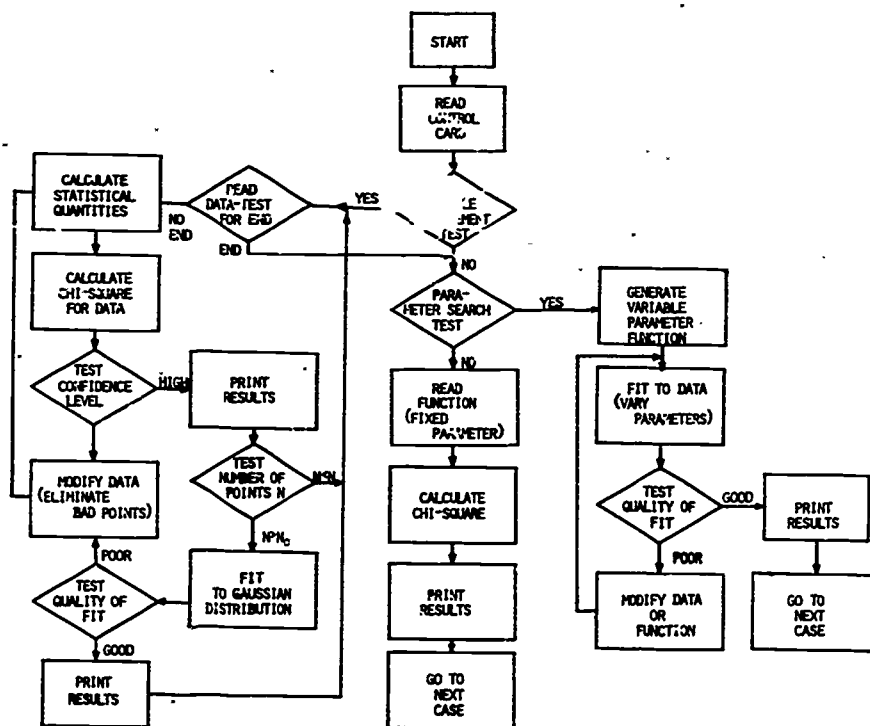 START
READ
CONTROL
CARD
TEST
YES
NO
READ
DATA-TEST
FOR END
NO
END
END
CALCULATE
STATISTICAL
QUANTITIES
CALCULATE
CHI-SQUARE
FOR DATA
TEST
CONFIDENCE
LEVEL
HIGH
PRINT
RESULTS
TEST
NUMBER OF
POINTS N
MODIFY DATA
(ELIMINATE
BAD POINTS)
POOR
FIT
TO GAUSSIAN
DISTRIBUTION
TEST
QUALITY OF
FIT
GOOD
PRINT
RESULTS
PARA-
METER SEARCH
TEST
YES
NO
READ
FUNCTION
(FIXED
PARAMETER)
CALCULATE
CHI-SQUARE
PRINT
RESULTS
GO TO
NEXT
CASE
GENERATE
VARIABLE
PARAMETER
FUNCTION
FIT TO DATA
(VARY
PARAMETERS)
TEST
QUALITY OF
FIT
GOOD
POOR
PRINT
RESULTS
MODIFY DATA
OR
FUNCTION
GO TO
NEXT
CASE